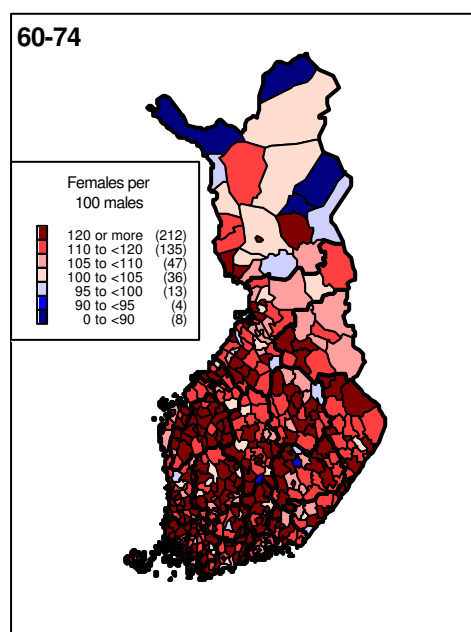 60-74
Females per
100 males
120 or more (212)
110 to <120 (135)
105 to <110 (47)
100 to <105 (36)
95 to <100 (13)
90 to <95 (4)
0 to <90 (8)